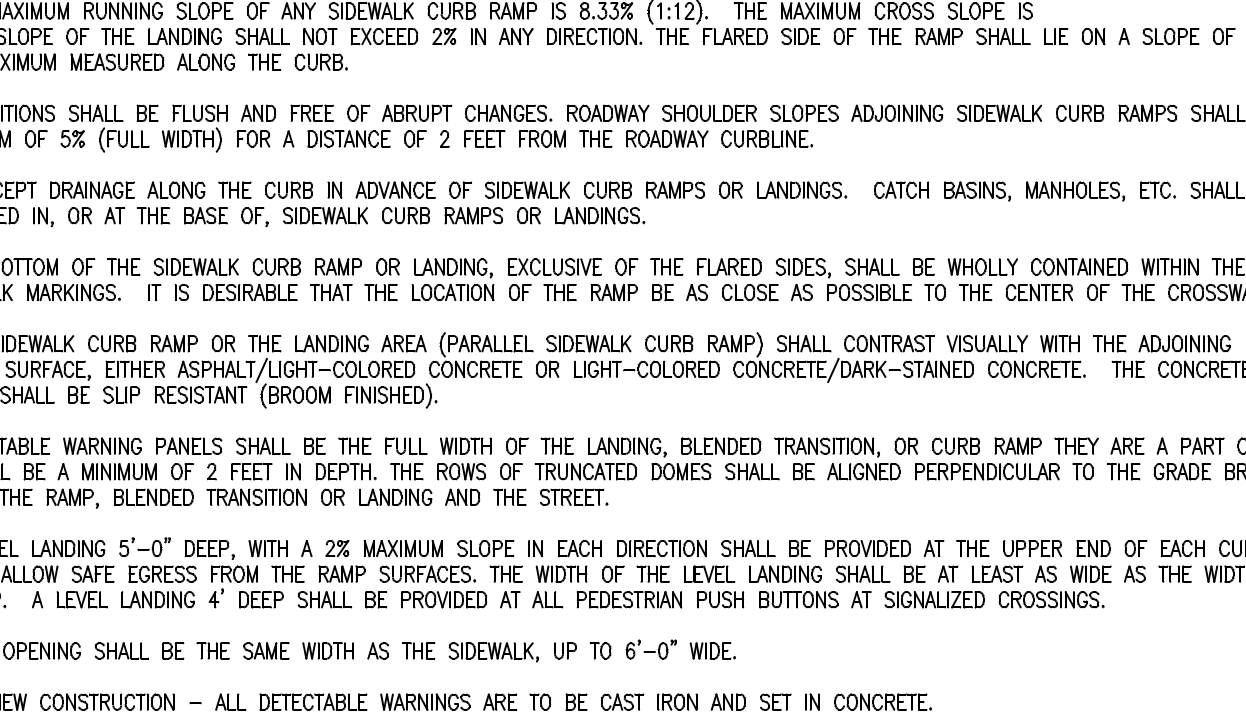 MAXIMUM RUNNING SLOPE OF ANY SIDEWALK CURB RAMP IS 8.33% (1:12).  THE MAXIMUM CROSS SLOPE IS
SLOPE OF THE LANDING SHALL NOT EXCEED 2% IN ANY DIRECTION. THE FLARED SIDE OF THE RAMP SHALL LIE ON A SLOPE OF
XIMUM MEASURED ALONG THE CURB.
ITIONS SHALL BE FLUSH AND FREE OF ABRUPT CHANGES. ROADWAY SHOULDER SLOPES ADJOINING SIDEWALK CURB RAMPS SHALL
M OF 5% (FULL WIDTH) FOR A DISTANCE OF 2 FEET FROM THE ROADWAY CURBLINE.
CEPT DRAINAGE ALONG THE CURB IN ADVANCE OF SIDEWALK CURB RAMPS OR LANDINGS.  CATCH BASINS, MANHOLES, ETC. SHALL
ED IN, OR AT THE BASE OF, SIDEWALK CURB RAMPS OR LANDINGS.
OTTOM OF THE SIDEWALK CURB RAMP OR LANDING, EXCLUSIVE OF THE FLARED SIDES, SHALL BE WHOLLY CONTAINED WITHIN THE
LK MARKINGS.  IT IS DESIRABLE THAT THE LOCATION OF THE RAMP BE AS CLOSE AS POSSIBLE TO THE CENTER OF THE CROSSWA
IDEWALK CURB RAMP OR THE LANDING AREA (PARALLEL SIDEWALK CURB RAMP) SHALL CONTRAST VISUALLY WITH THE ADJOINING
SURFACE, EITHER ASPHALT/LIGHT-COLORED CONCRETE OR LIGHT-COLORED CONCRETE/DARK-STAINED CONCRETE.  THE CONCRETE
SHALL BE SLIP RESISTANT (BROOM FINISHED).
TABLE WARNING PANELS SHALL BE THE FULL WIDTH OF THE LANDING, BLENDED TRANSITION, OR CURB RAMP THEY ARE A PART O
L BE A MINIMUM OF 2 FEET IN DEPTH. THE ROWS OF TRUNCATED DOMES SHALL BE ALIGNED PERPENDICULAR TO THE GRADE BR
THE RAMP, BLENDED TRANSITION OR LANDING AND THE STREET.
EL LANDING 5'-0" DEEP, WITH A 2% MAXIMUM SLOPE IN EACH DIRECTION SHALL BE PROVIDED AT THE UPPER END OF EACH CU
ALLOW SAFE EGRESS FROM THE RAMP SURFACES. THE WIDTH OF THE LEVEL LANDING SHALL BE AT LEAST AS WIDE AS THE WIDT
P.  A LEVEL LANDING 4' DEEP SHALL BE PROVIDED AT ALL PEDESTRIAN PUSH BUTTONS AT SIGNALIZED CROSSINGS.
OPENING SHALL BE THE SAME WIDTH AS THE SIDEWALK, UP TO 6'-0" WIDE.
NEW CONSTRUCTION - ALL DETECTABLE WARNINGS ARE TO BE CAST IRON AND SET IN CONCRETE.